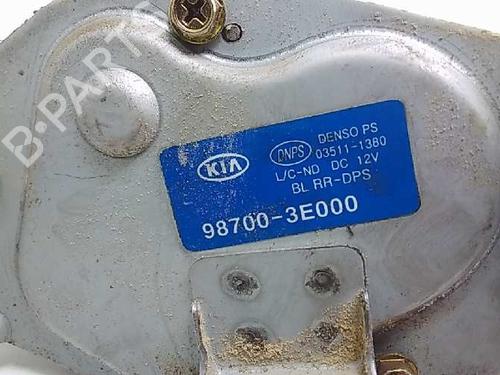 B-PARTS
KIA
DNPS
DENSO PS
03511-1380
L/C-ND DC 12V
BL RR-DPS
98700-3E000